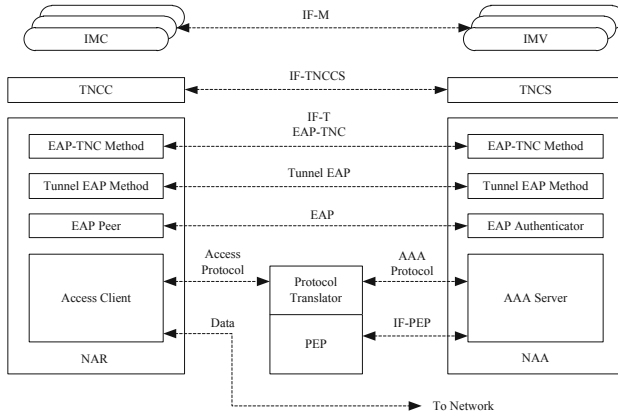 IMC
IF-M
IMV
TNCC
IF-TNCCS
TNCS
IF-T
EAP-TNC
EAP-TNC Method
EAP-TNC Method
Tunnel EAP Method
Tunnel EAP
Tunnel EAP Method
EAP Peer
EAP
EAP Authenticator
Access
Protocol
AAA
Protocol
Access Client
Protocol
Translator
AAA Server
Data
PEP
IF-PEP
NAR
NAA
To Network